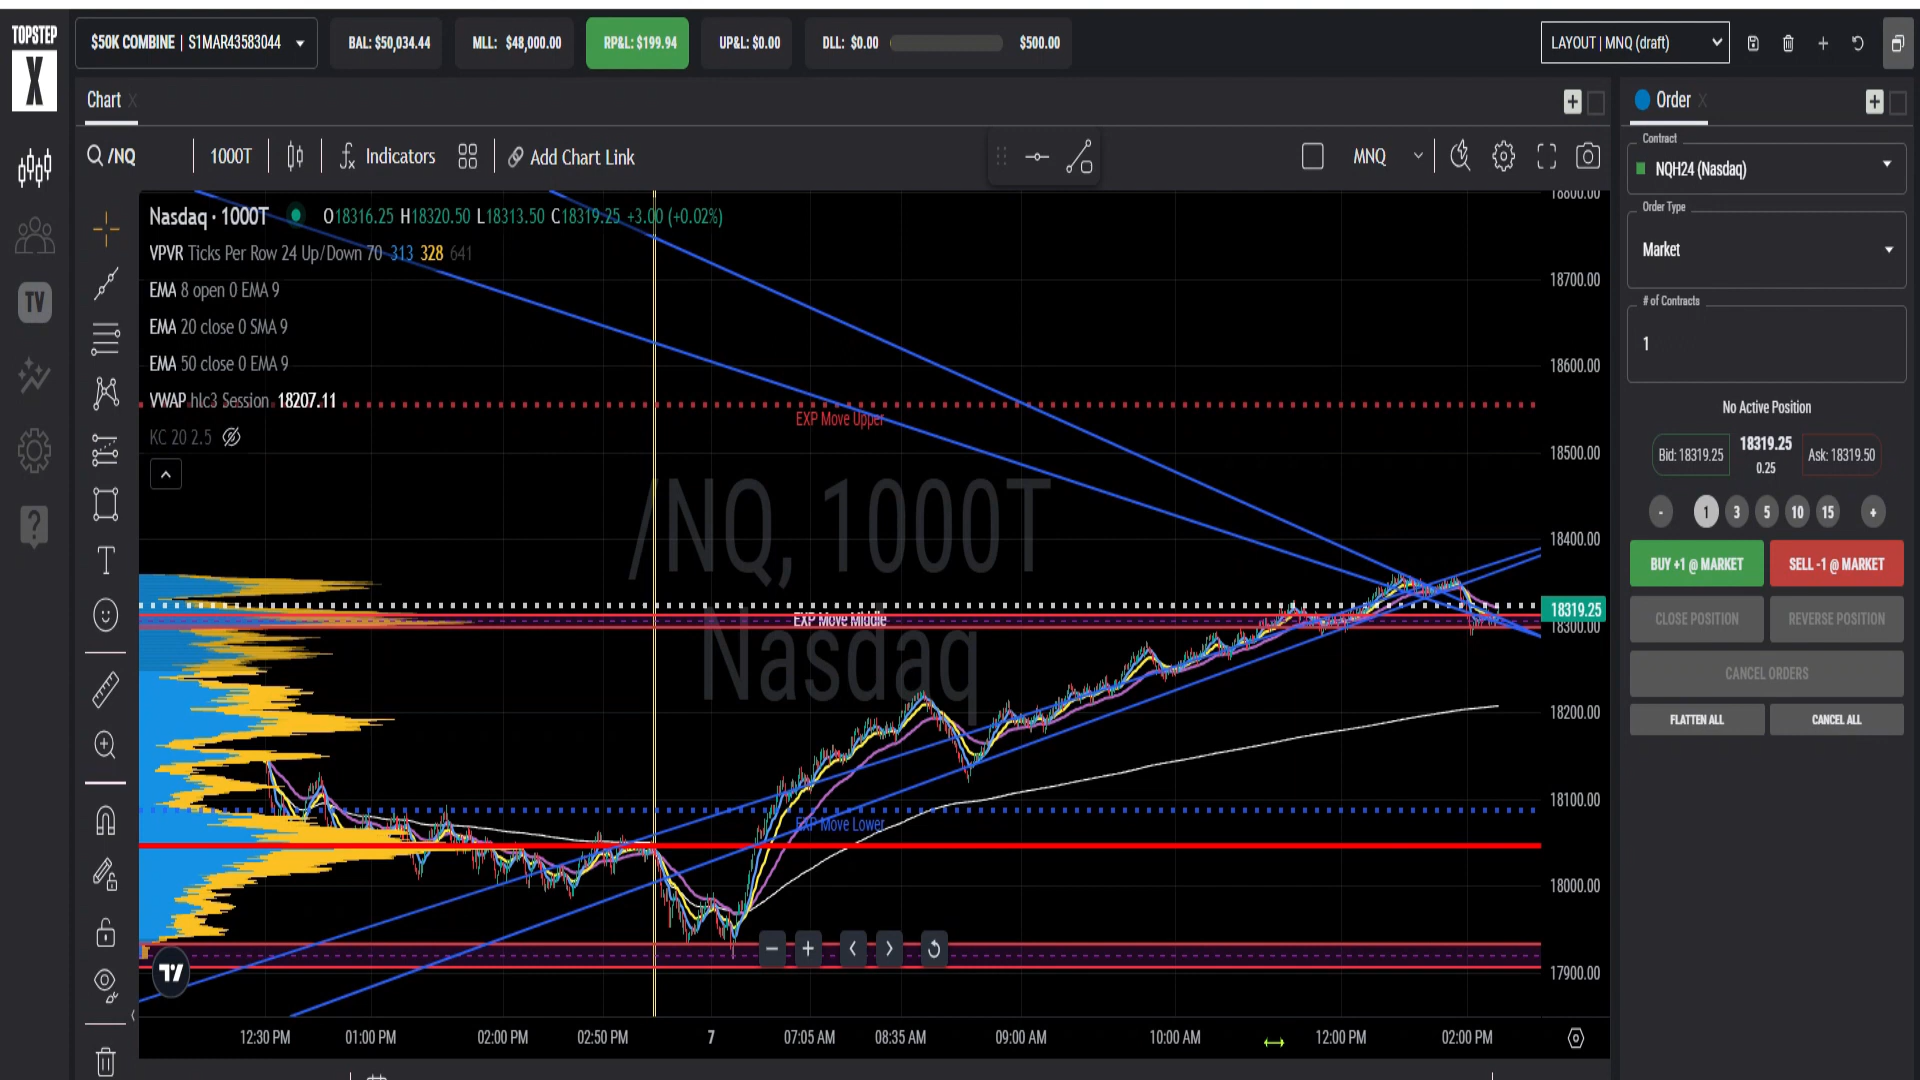 TOPSTEP
X
$50K COMBINE | S1MAR43583044
BAL: $50,034.44
MLL: $48,000.00
RP&L: $199.94
UP&L: $0.00
DLL: $0.00
$500.00
LAYOUT | MNQ (draft)
Chart X
Order X
/NQ
1000T
Indicators
Add Chart Link
MNQ
Nasdaq · 1000T O18316.25 H18320.50 L18313.50 C18319.25 +3.00 (+0.02%)
VPVR Ticks Per Row 24 Up/Down 70 313 328 641
EMA 8 open 0 EMA 9
EMA 20 close 0 SMA 9
EMA 50 close 0 EMA 9
VWAP hlc3 Session 18207.11
KC 20 2.5
TV
T
?
/NQ, 1000T
Nasdaq
EXP Move Upper
EXP Move Middle
EXP Move Lower
18800.00
18700.00
18600.00
18500.00
18400.00
18319.25
18300.00
18200.00
18100.00
18000.00
17900.00
12:30 PM
01:00 PM
02:00 PM
02:50 PM
7
07:05 AM
08:35 AM
09:00 AM
10:00 AM
12:00 PM
02:00 PM
Contract
NQH24 (Nasdaq)
Order Type
Market
# of Contracts
1
No Active Position
Bid: 18319.25
18319.25
0.25
Ask: 18319.50
- 1 3 5 10 15 +
BUY +1 @ MARKET
SELL -1 @ MARKET
CLOSE POSITION
REVERSE POSITION
CANCEL ORDERS
FLATTEN ALL
CANCEL ALL